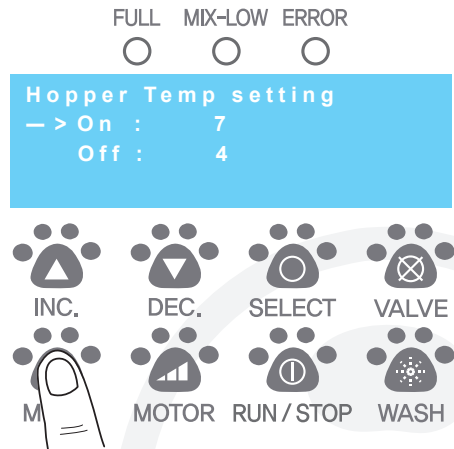 FULL MIX-LOW ERROR
Hopper Temp setting
—> On : 7
Off : 4
INC. DEC. SELECT VALVE
M MOTOR RUN / STOP WASH